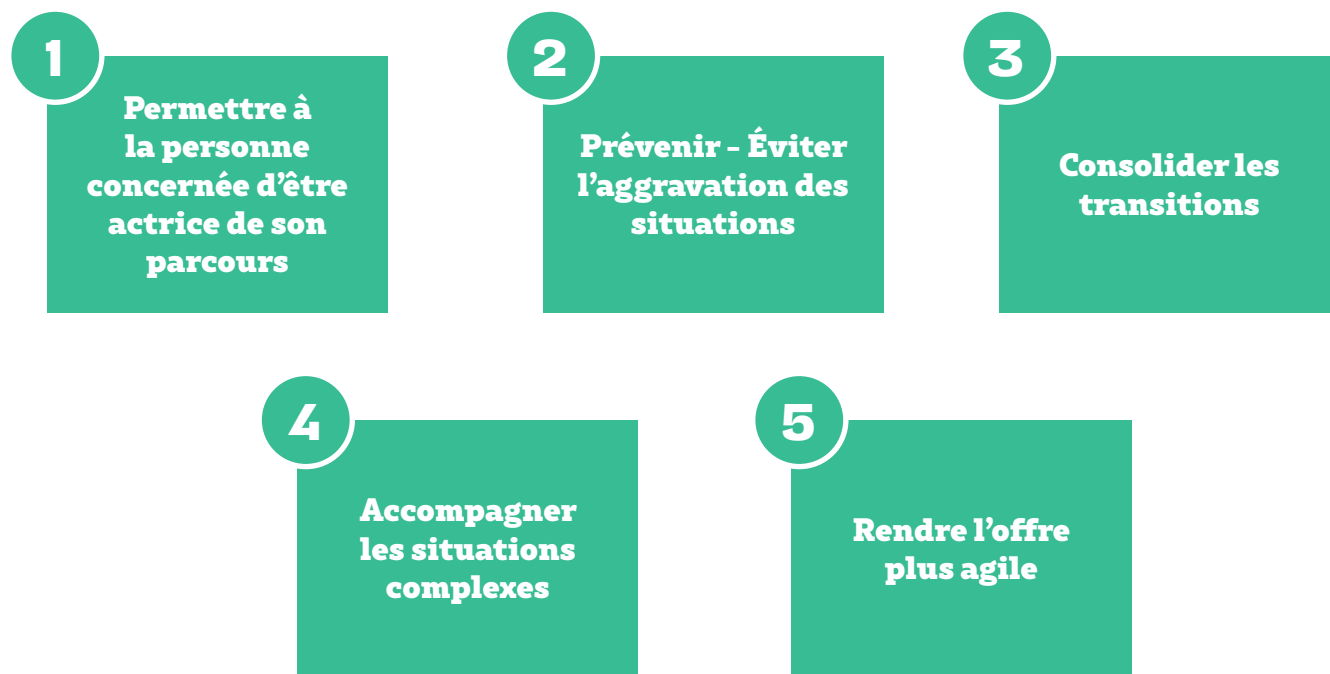 1
Permettre à
la personne
concernée d’être
actrice de son
parcours
2
Prévenir - Éviter
l’aggravation des
situations
3
Consolider les
transitions
4
Accompagner
les situations
complexes
5
Rendre l’offre
plus agile